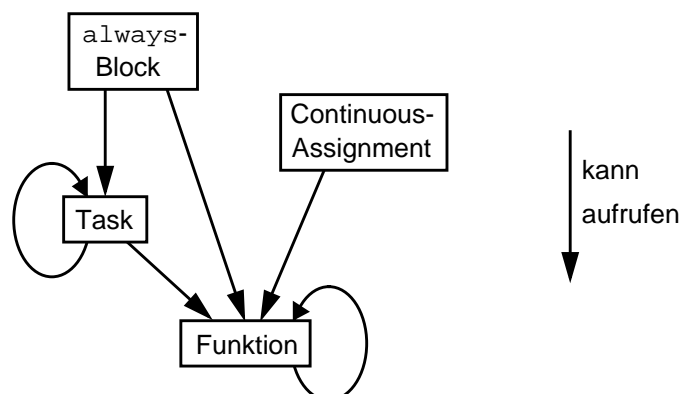 always-
Block
Continuous-
Assignment
kann
aufrufen
Task
Funktion